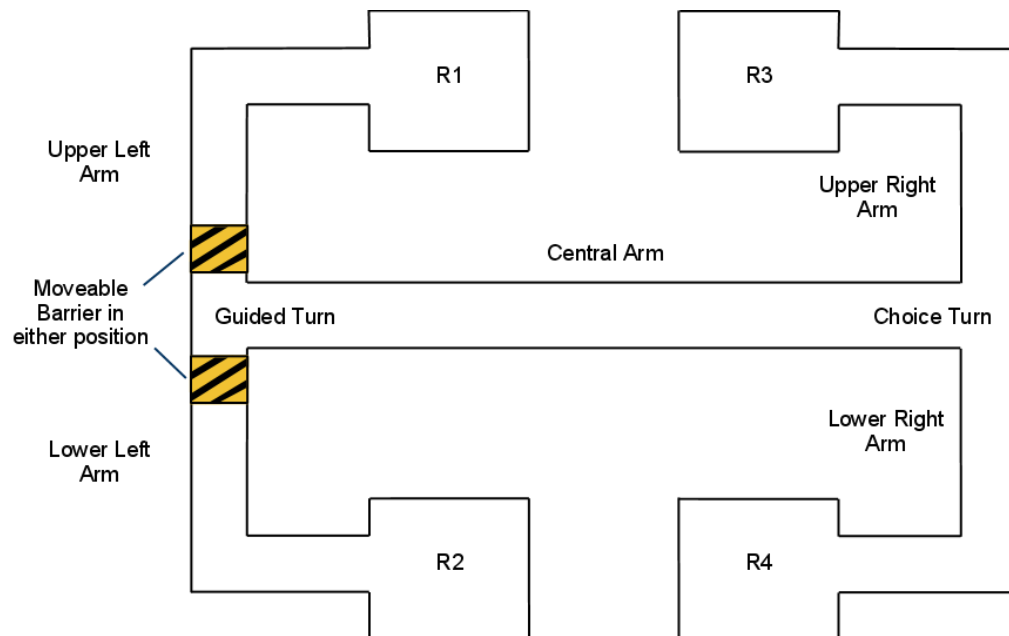 R1
R3
Upper Left
Arm
Upper Right
Arm
Central Arm
Moveable
Barrier in
either position
Guided Turn
Choice Turn
Lower Left
Arm
Lower Right
Arm
R2
R4